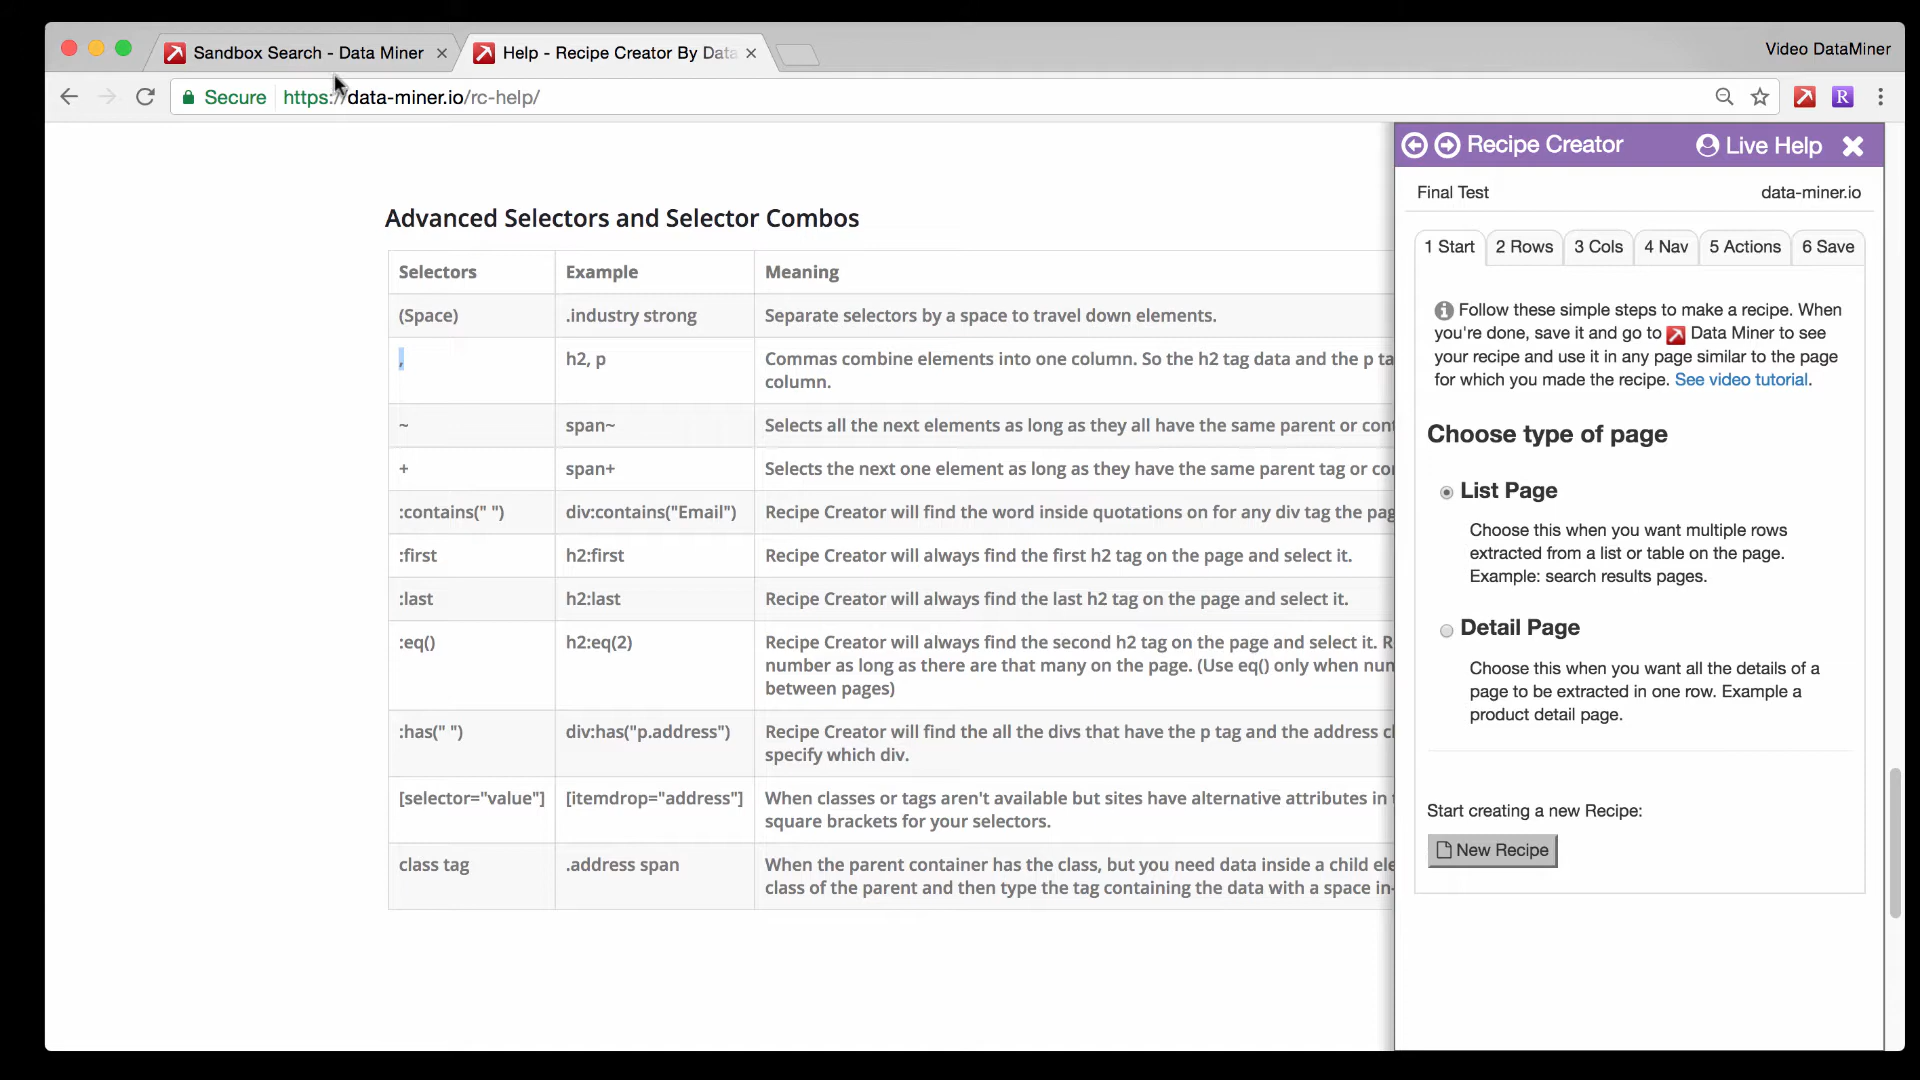 Sandbox Search - Data Miner
Help - Recipe Creator By Data
Video DataMiner
Secure
https://data-miner.io/rc-help/
R
Advanced Selectors and Selector Combos
Selectors Example Meaning
(Space) .industry strong Separate selectors by a space to travel down elements.
, h2, p Commas combine elements into one column. So the h2 tag data and the p ta
column.
~ span~ Selects all the next elements as long as they all have the same parent or con
+ span+ Selects the next one element as long as they have the same parent tag or co
:contains(" ") div:contains("Email") Recipe Creator will find the word inside quotations on for any div tag the pag
:first h2:first Recipe Creator will always find the first h2 tag on the page and select it.
:last h2:last Recipe Creator will always find the last h2 tag on the page and select it.
:eq() h2:eq(2) Recipe Creator will always find the second h2 tag on the page and select it. R
number as long as there are that many on the page. (Use eq() only when num
between pages)
:has(" ") div:has("p.address") Recipe Creator will find the all the divs that have the p tag and the address cl
specify which div.
[selector="value"] [itemdrop="address"] When classes or tags aren't available but sites have alternative attributes in
square brackets for your selectors.
class tag .address span When the parent container has the class, but you need data inside a child ele
class of the parent and then type the tag containing the data with a space in-
Recipe Creator
Live Help
Final Test
data-miner.io
1 Start 2 Rows 3 Cols 4 Nav 5 Actions 6 Save
Follow these simple steps to make a recipe. When
you're done, save it and go to Data Miner to see
your recipe and use it in any page similar to the page
for which you made the recipe. See video tutorial.
Choose type of page
List Page
Choose this when you want multiple rows
extracted from a list or table on the page.
Example: search results pages.
Detail Page
Choose this when you want all the details of a
page to be extracted in one row. Example a
product detail page.
Start creating a new Recipe:
New Recipe